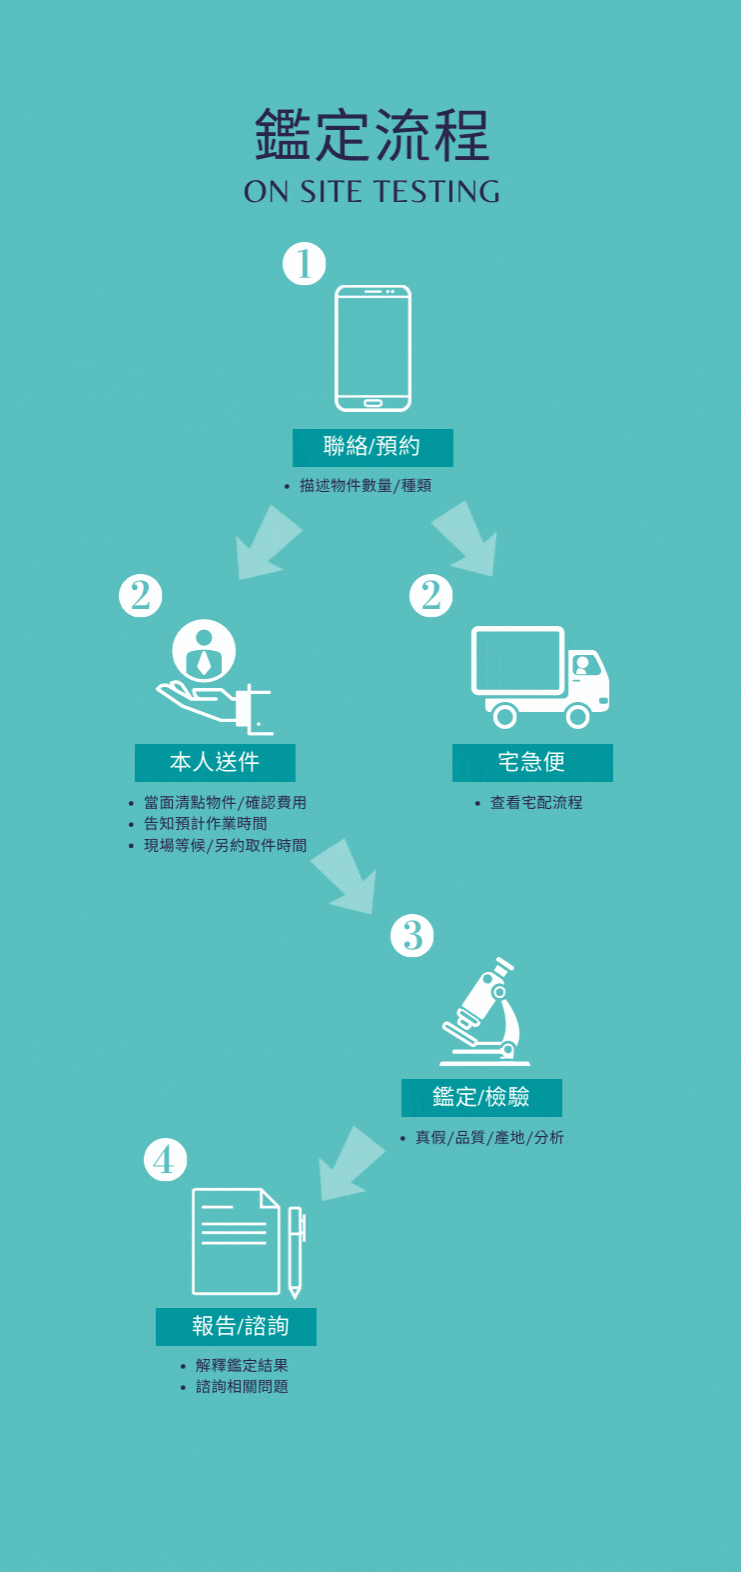 鑑定流程
ON SITE TESTING
1
聯絡/預約
• 描述物件數量/種類
2
本人送件
• 當面清點物件/確認費用
• 告知預計作業時間
• 現場等候/另約取件時間
2
宅急便
• 查看宅配流程
3
鑑定/檢驗
• 真假/品質/產地/分析
4
報告/諮詢
• 解釋鑑定結果
• 諮詢相關問題